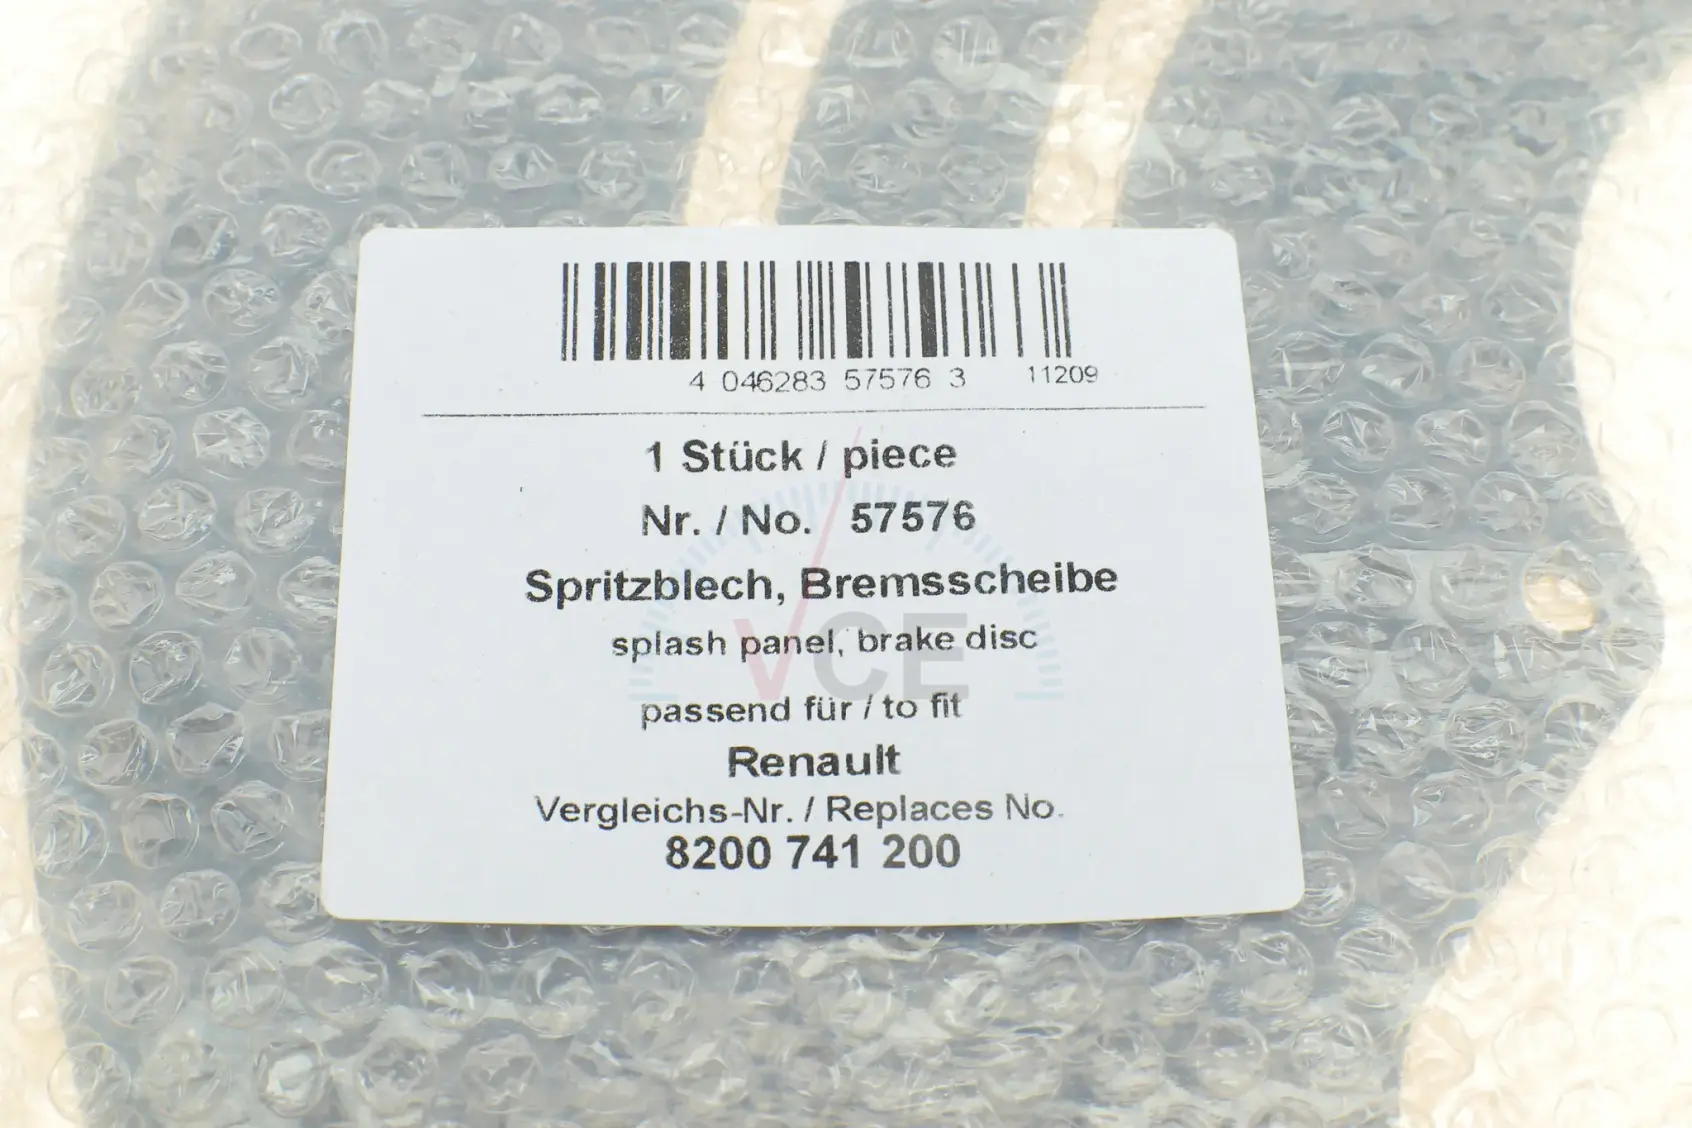 4 046283 57576 3 11209
1 Stück / piece
Nr. / No. 57576
Spritzblech, Bremsscheibe
splash panel, brake disc
VCE
passend für / to fit
Renault
Vergleichs-Nr. / Replaces No.
8200 741 200